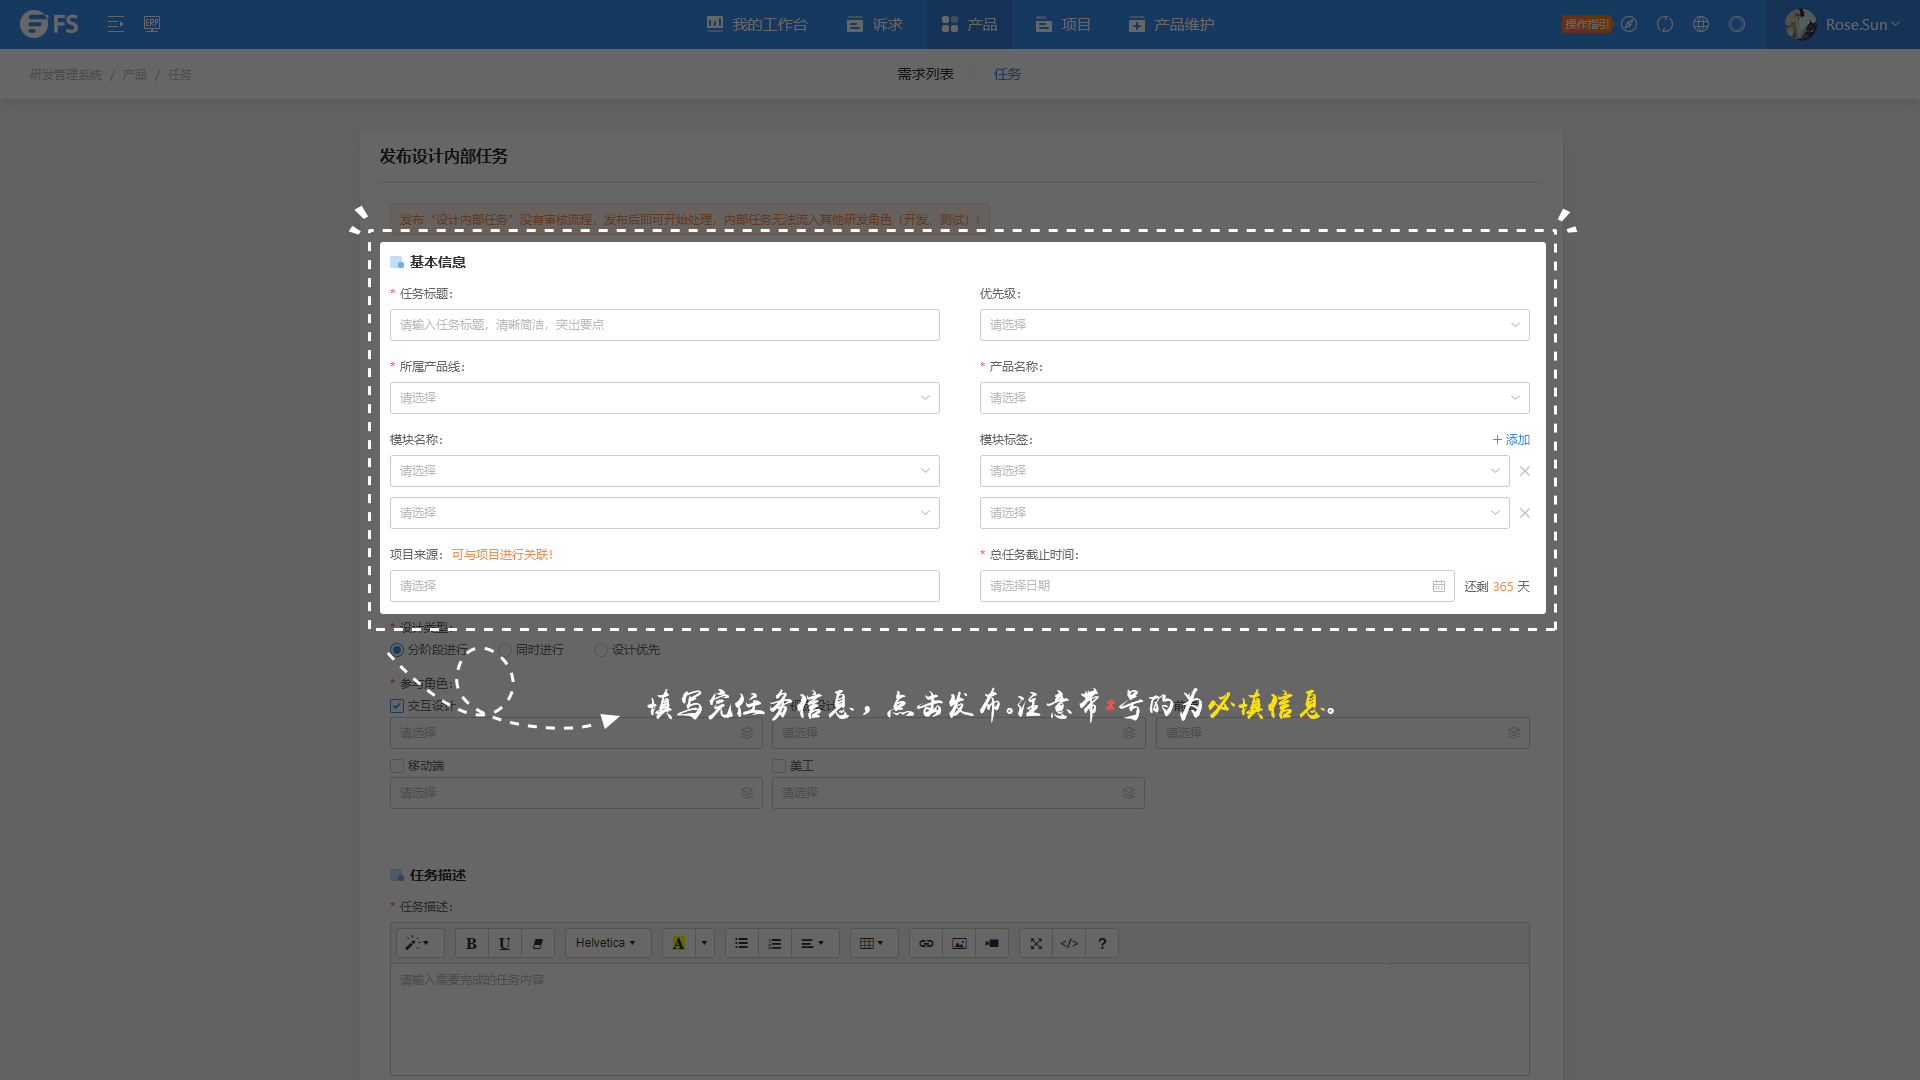 FS
ERP
我的工作台
诉求
产品
项目
产品维护
操作指引
Rose.Sun
研发管理系统 / 产品 / 任务
需求列表
任务
发布设计内部任务
发布“设计内部任务”没有审核流程，发布后即可开始处理，内部任务无法流入其他研发角色（开发、测试）!
基本信息
* 任务标题:
优先级:
请输入任务标题，清晰简洁，突出要点
请选择
* 所属产品线:
* 产品名称:
请选择
请选择
模块名称:
模块标签:
+ 添加
请选择
请选择
请选择
请选择
项目来源: 可与项目进行关联!
* 总任务截止时间:
请选择
请选择日期
还剩 365 天
* 设计类型:
分阶段进行
同时进行
设计优先
* 参与角色:
交互设计
填写完任务信息，点击发布。注意带*号的为必填信息。
请选择
请选择
请选择
移动端
美工
请选择
请选择
任务描述
* 任务描述:
B U Helvetica A </> ?
请输入需要完成的任务内容